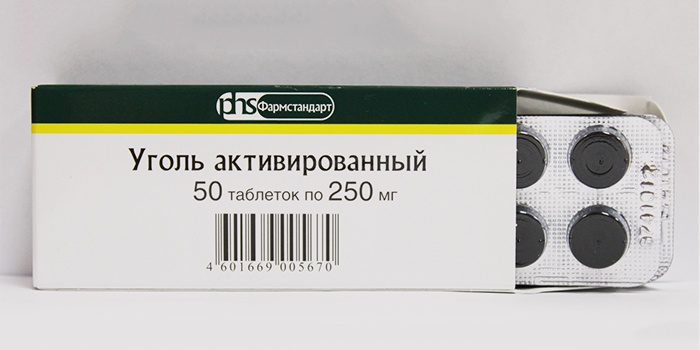 phs Фармстандарт
Уголь активированный
50 таблеток по 250 мг
4 601669 005670